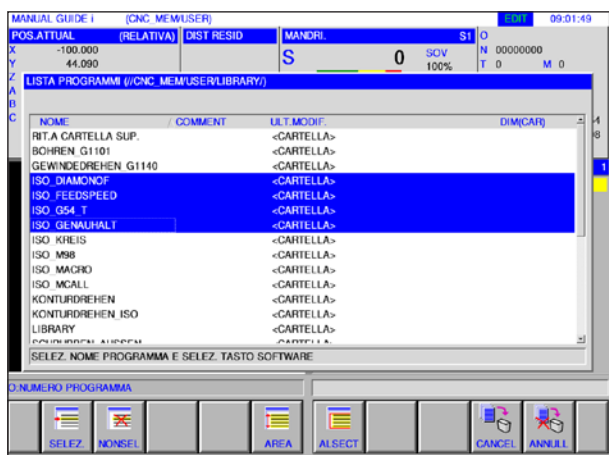 MANUAL GUIDE i (CNC_MEM/USER) EDIT 09:01:49
POS.ATTUAL (RELATIVA) DIST RESID MANDRI. S1 O
X -100.000 S 0 SOV 100% N 00000000
Y 44.090 T 0 M 0
Z
A
B
C
LISTA PROGRAMMI (//CNC_MEM/USER/LIBRARY/)
NOME / COMMENT ULT.MODIF. DIM(CAR)
RIT.A CARTELLA SUP. <CARTELLA>
BOHREN_G1101 <CARTELLA>
GEWINDEDREHEN_G1140 <CARTELLA>
ISO_DIAMONOF <CARTELLA>
ISO_FEEDSPEED <CARTELLA>
ISO_G54_T <CARTELLA>
ISO_GENAUHALT <CARTELLA>
ISO_KREIS <CARTELLA>
ISO_M98 <CARTELLA>
ISO_MACRO <CARTELLA>
ISO_MCALL <CARTELLA>
KONTURDREHEN <CARTELLA>
KONTURDREHEN_ISO <CARTELLA>
LIBRARY <CARTELLA>
SELEZ. NOME PROGRAMMA E SELEZ. TASTO SOFTWARE
O:NUMERO PROGRAMMA
SELEZ. NONSEL AREA ALSECT CANCEL ANNULL